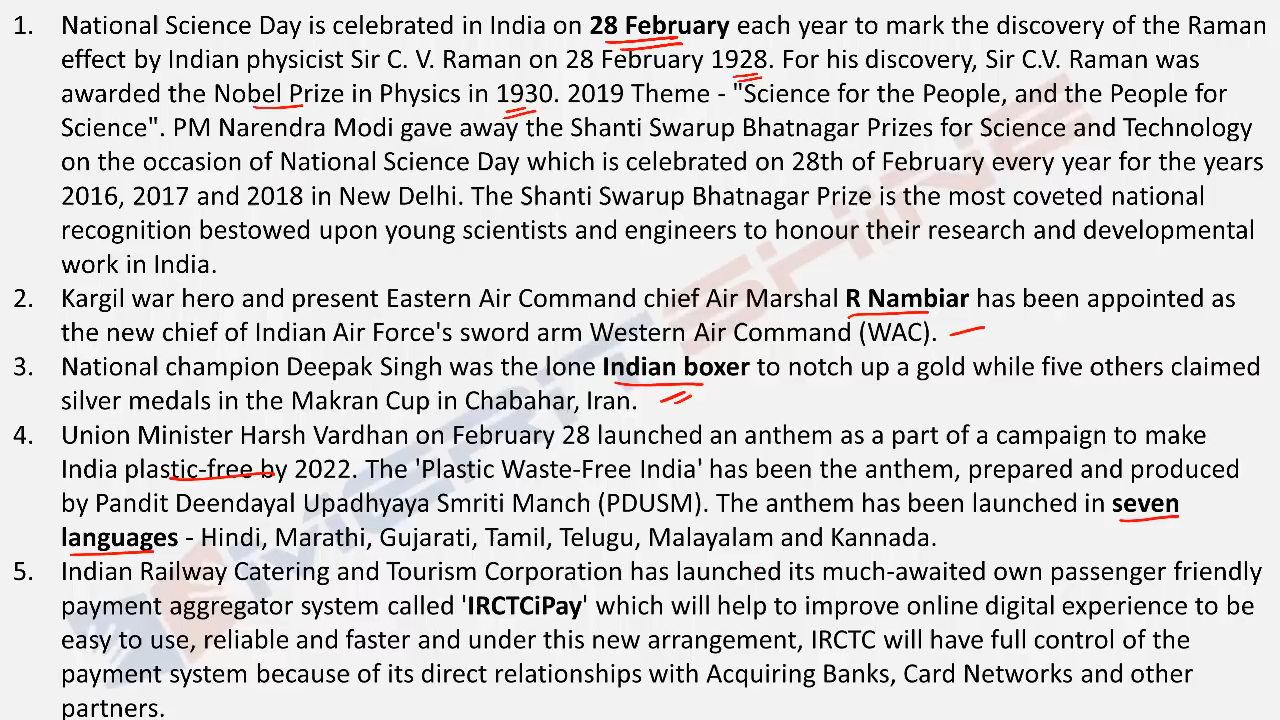 1. National Science Day is celebrated in India on 28 February each year to mark the discovery of the Raman
effect by Indian physicist Sir C. V. Raman on 28 February 1928. For his discovery, Sir C.V. Raman was
awarded the Nobel Prize in Physics in 1930. 2019 Theme - "Science for the People, and the People for
Science". PM Narendra Modi gave away the Shanti Swarup Bhatnagar Prizes for Science and Technology
on the occasion of National Science Day which is celebrated on 28th of February every year for the years
2016, 2017 and 2018 in New Delhi. The Shanti Swarup Bhatnagar Prize is the most coveted national
recognition bestowed upon young scientists and engineers to honour their research and developmental
work in India.
2. Kargil war hero and present Eastern Air Command chief Air Marshal R Nambiar has been appointed as
the new chief of Indian Air Force's sword arm Western Air Command (WAC).
3. National champion Deepak Singh was the lone Indian boxer to notch up a gold while five others claimed
silver medals in the Makran Cup in Chabahar, Iran.
4. Union Minister Harsh Vardhan on February 28 launched an anthem as a part of a campaign to make
India plastic-free by 2022. The 'Plastic Waste-Free India' has been the anthem, prepared and produced
by Pandit Deendayal Upadhyaya Smriti Manch (PDUSM). The anthem has been launched in seven
languages - Hindi, Marathi, Gujarati, Tamil, Telugu, Malayalam and Kannada.
5. Indian Railway Catering and Tourism Corporation has launched its much-awaited own passenger friendly
payment aggregator system called 'IRCTCiPay' which will help to improve online digital experience to be
easy to use, reliable and faster and under this new arrangement, IRCTC will have full control of the
payment system because of its direct relationships with Acquiring Banks, Card Networks and other
partners.
MERIT SHINE